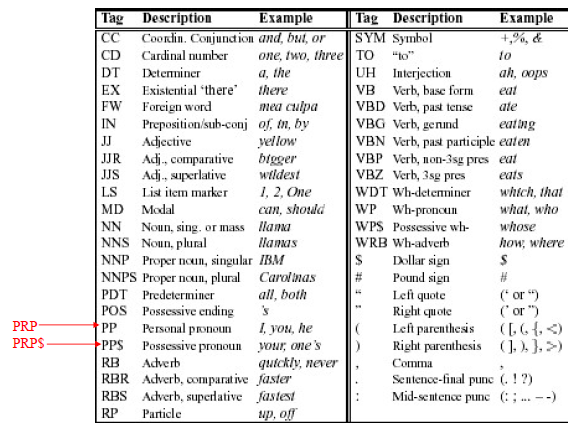 Tag Description Example Tag Description Example
CC Coordin. Conjunction and, but, or SYM Symbol +,%, &
CD Cardinal number one, two, three TO “to” to
DT Determiner a, the UH Interjection ah, oops
EX Existential ‘there’ there VB Verb, base form eat
FW Foreign word mea culpa VBD Verb, past tense ate
IN Preposition/sub-conj of, in, by VBG Verb, gerund eating
JJ Adjective yellow VBN Verb, past participle eaten
JJR Adj., comparative bigger VBP Verb, non-3sg pres eat
JJS Adj., superlative wildest VBZ Verb, 3sg pres eats
LS List item marker 1, 2, One WDT Wh-determiner which, that
MD Modal can, should WP Wh-pronoun what, who
NN Noun, sing. or mass llama WP$ Possessive wh- whose
NNS Noun, plural llamas WRB Wh-adverb how, where
NNP Proper noun, singular IBM $ Dollar sign $
NNPS Proper noun, plural Carolinas # Pound sign #
PDT Predeterminer all, both “ Left quote (‘ or “)
POS Possessive ending ’s ” Right quote (’ or ”)
PRP PP Personal pronoun I, you, he ( Left parenthesis ( [, (, {, <)
PRP$ PP$ Possessive pronoun your, one’s ) Right parenthesis ( ], ), }, >)
RB Adverb quickly, never , Comma ,
RBR Adverb, comparative faster . Sentence-final punc (. ! ?)
RBS Adverb, superlative fastest : Mid-sentence punc (: ; ... – -)
RP Particle up, off